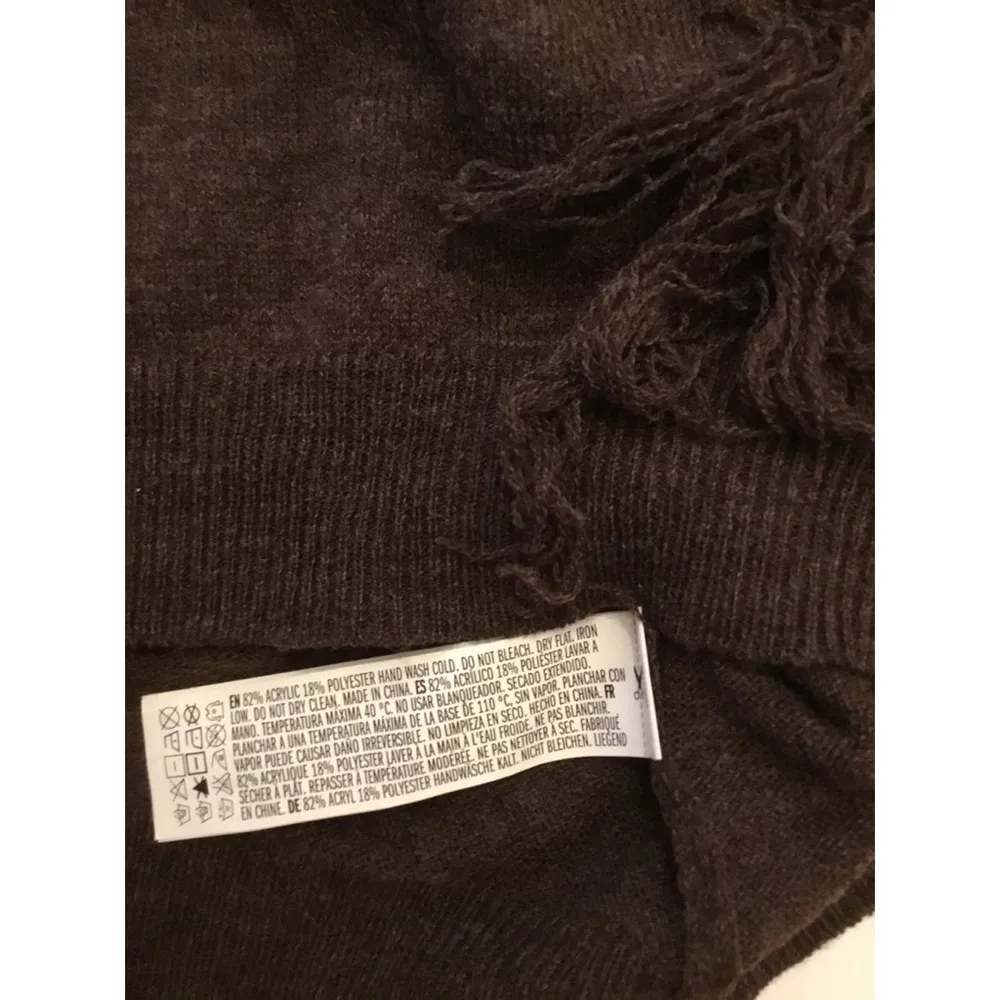 EN 82% ACRYLIC 18% POLYESTER HAND WASH COLD. DO NOT BLEACH. DRY FLAT. IRON
LOW. DO NOT DRY CLEAN. MADE IN CHINA. ES 82% ACRÍLICO 18% POLIÉSTER LAVAR A
MANO. TEMPERATURA MÁXIMA 40 °C. NO USAR BLANQUEADOR. SECADO EXTENDIDO.
PLANCHAR A UNA TEMPERATURA MÁXIMA DE LA BASE DE 110 °C, SIN VAPOR. PLANCHAR CON
VAPOR PUEDE CAUSAR DAÑO IRREVERSIBLE. NO LIMPIEZA EN SECO. HECHO EN CHINA. FR
82% ACRYLIQUE 18% POLYESTER LAVER À LA MAIN À L'EAU FROIDE. NE PAS BLANCHIR.
SÉCHER À PLAT. REPASSER À TEMPÉRATURE MODÉRÉE. NE PAS NETTOYER À SEC. FABRIQUÉ
EN CHINE. DE 82% ACRYL 18% POLYESTER HANDWÄSCHE KALT. NICHT BLEICHEN. LIEGEND